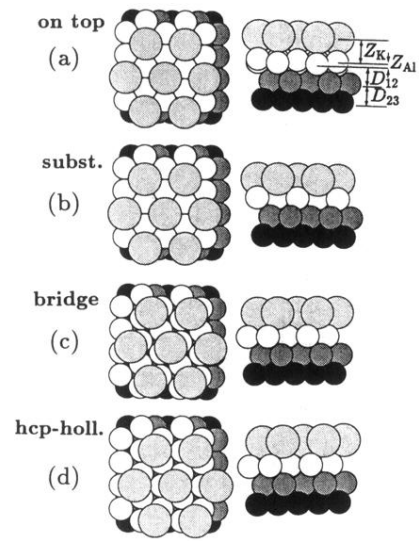 on top
(a)
Z_K
Z_Al
D_12
D_23
subst.
(b)
bridge
(c)
hcp-holl.
(d)